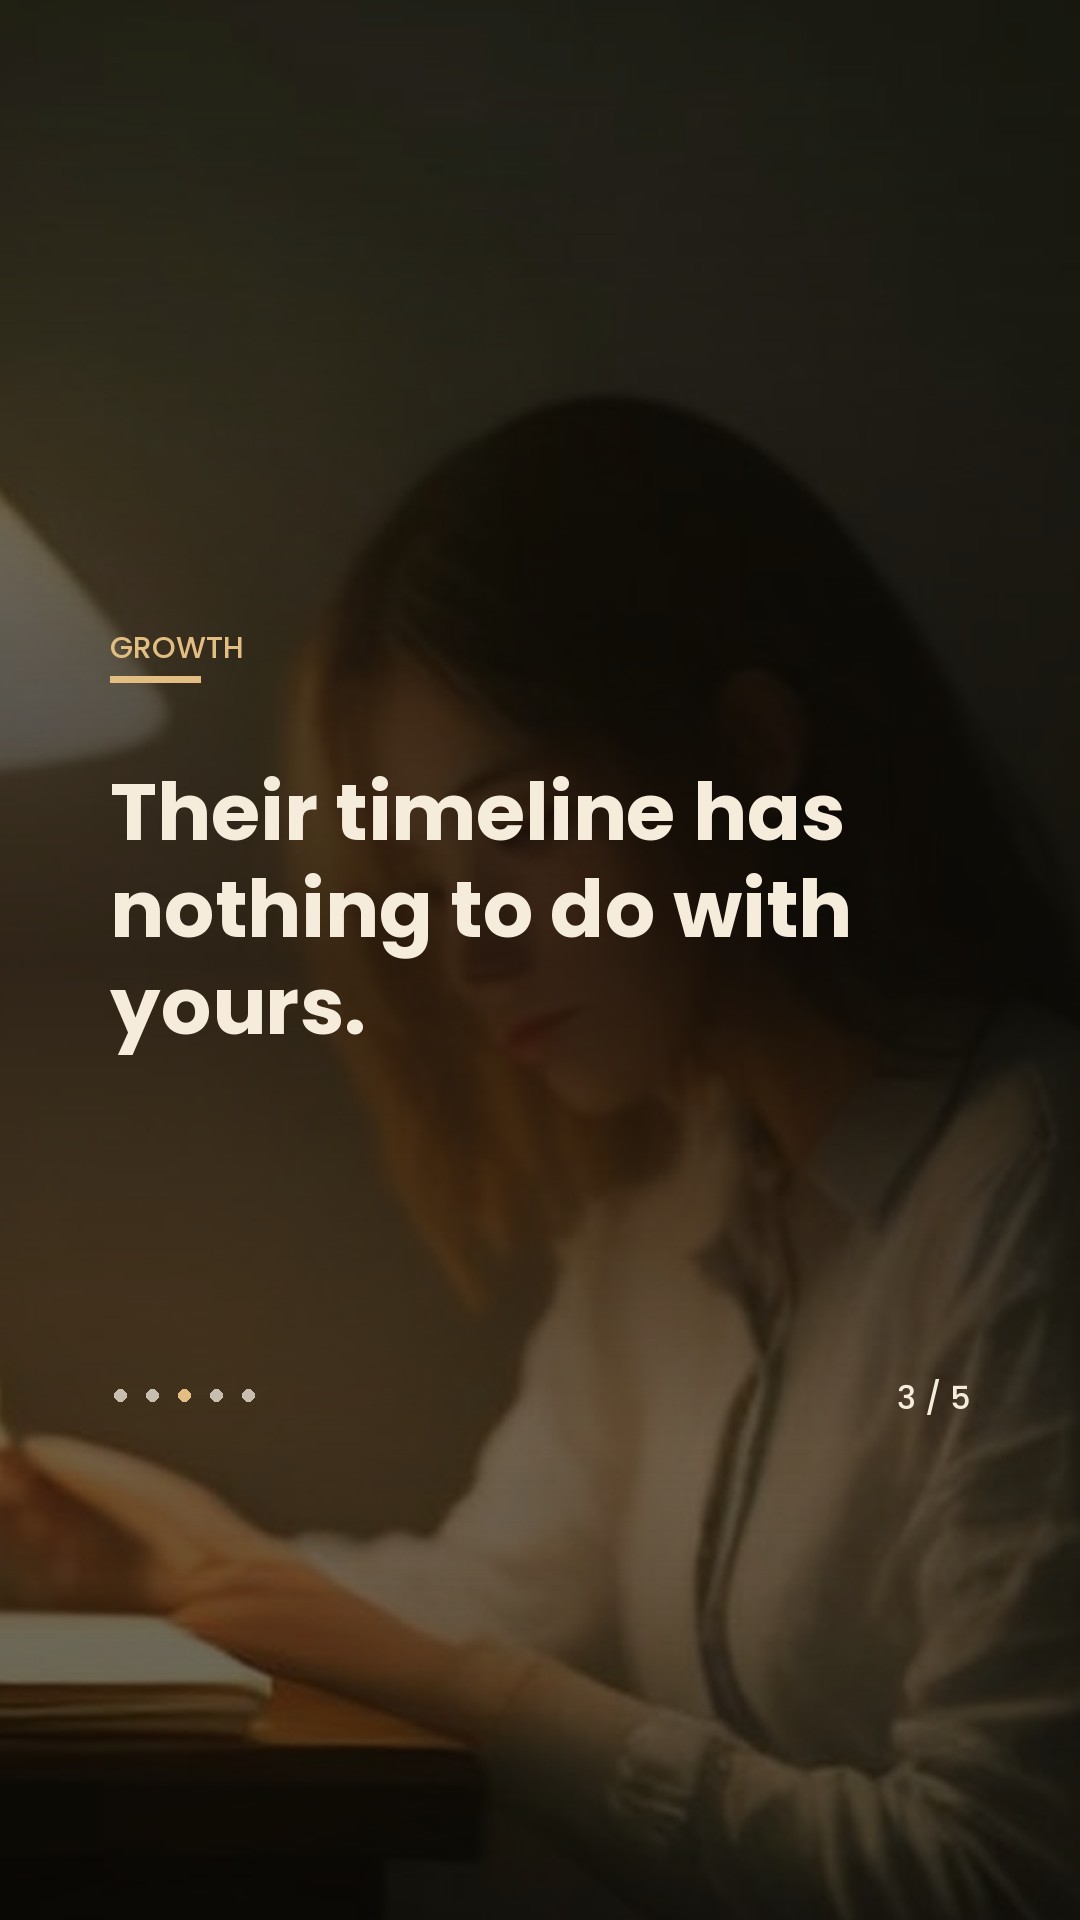 GROWTH
Their timeline has
nothing to do with
yours.
3 / 5